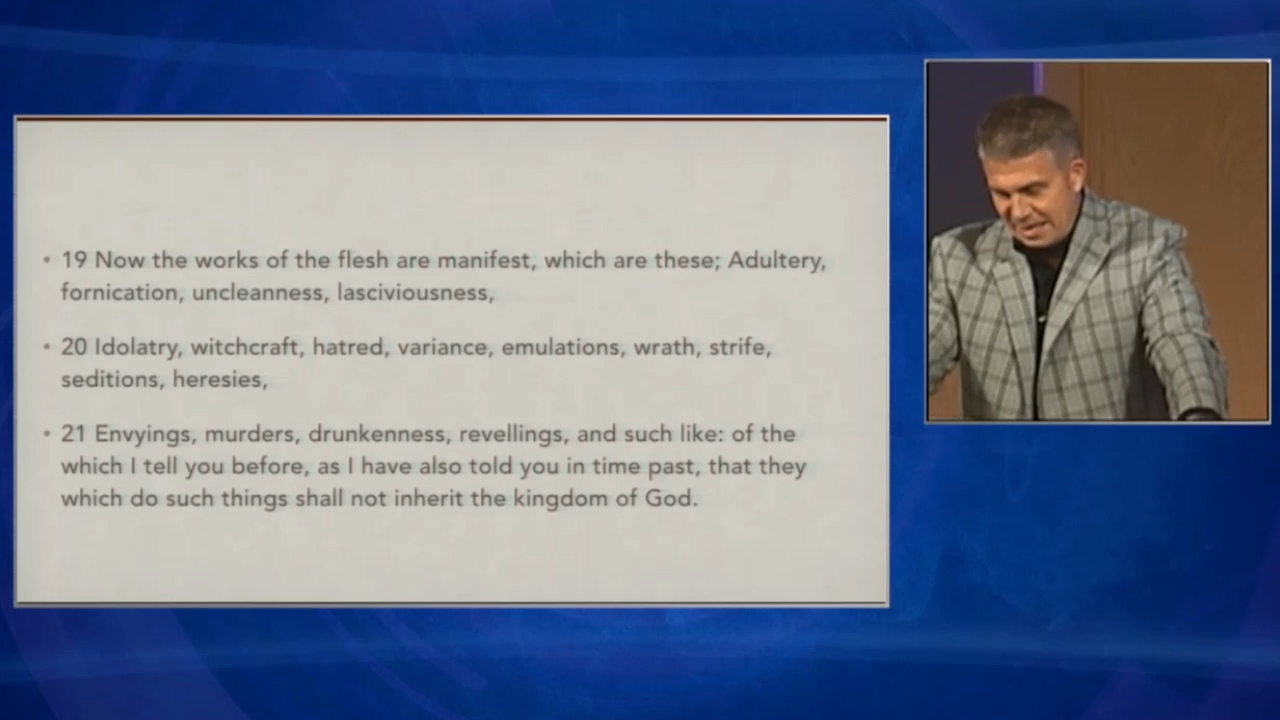 • 19 Now the works of the flesh are manifest, which are these; Adultery,
fornication, uncleanness, lasciviousness,
• 20 Idolatry, witchcraft, hatred, variance, emulations, wrath, strife,
seditions, heresies,
• 21 Envyings, murders, drunkenness, revellings, and such like: of the
which I tell you before, as I have also told you in time past, that they
which do such things shall not inherit the kingdom of God.